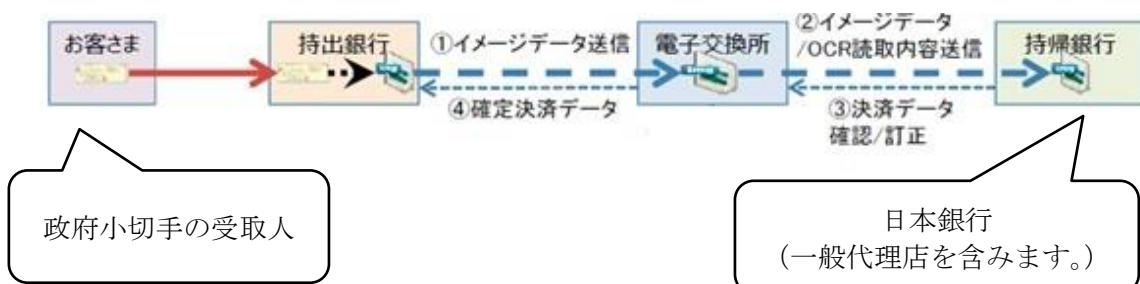 お客さま
持出銀行
①イメージデータ送信
電子交換所
②イメージデータ
/OCR読取内容送信
持帰銀行
④確定決済データ
③決済データ
確認/訂正
政府小切手の受取人
日本銀行
（一般代理店を含みます。）